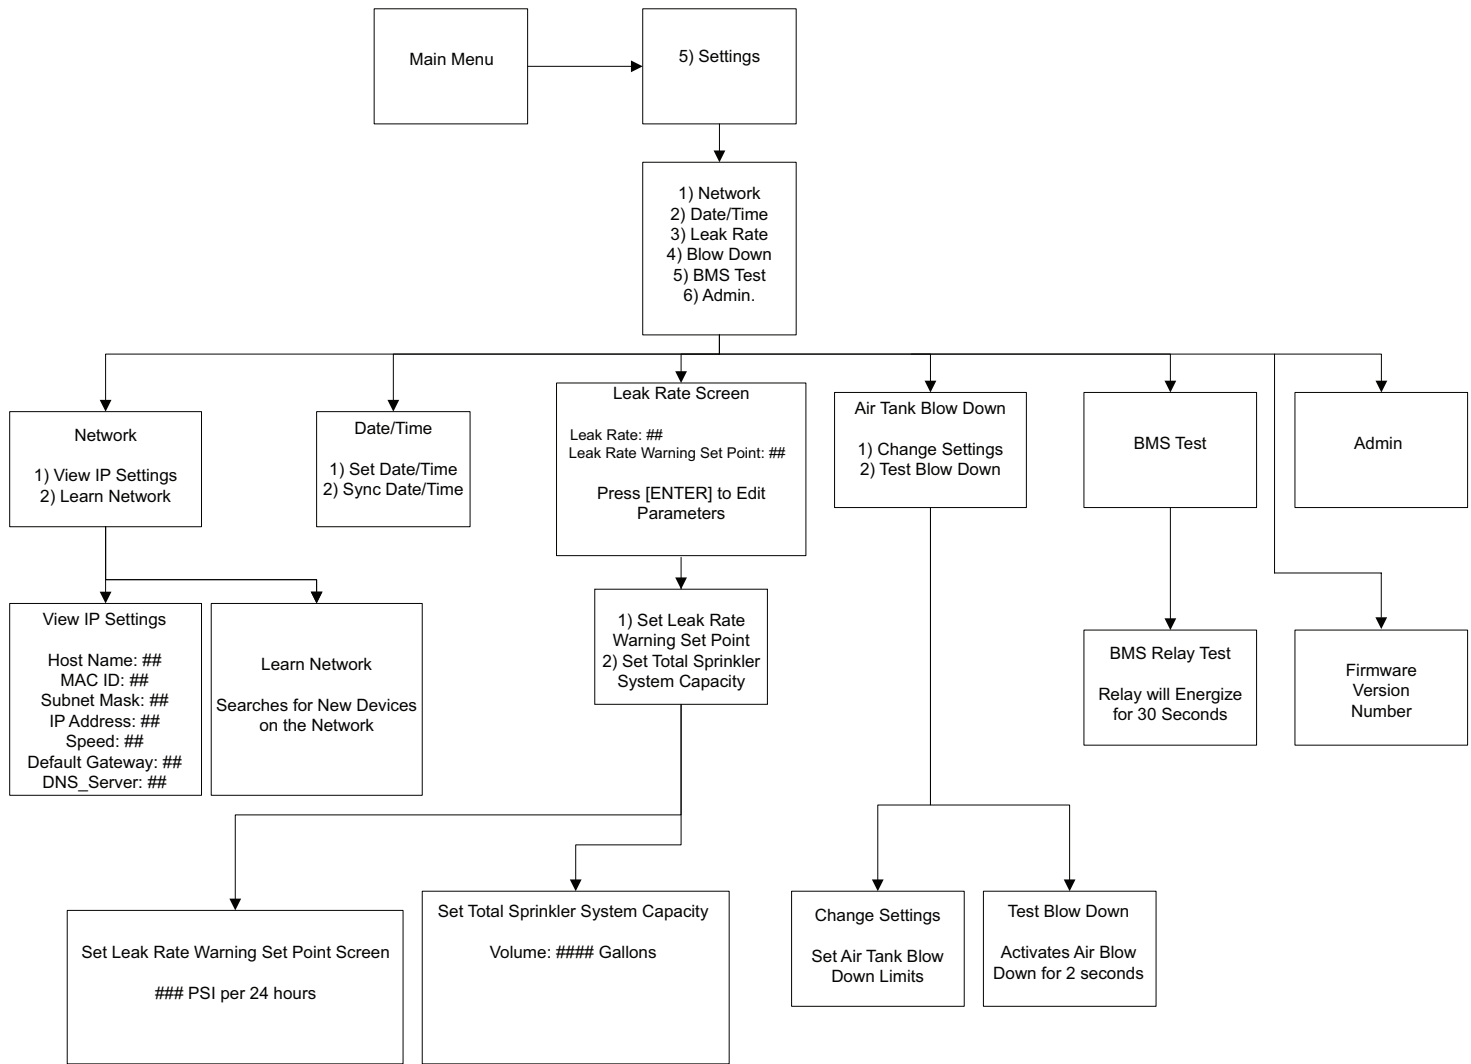 Main Menu
5) Settings
1) Network
2) Date/Time
3) Leak Rate
4) Blow Down
5) BMS Test
6) Admin.
Network
1) View IP Settings
2) Learn Network
Date/Time
1) Set Date/Time
2) Sync Date/Time
Leak Rate Screen
Leak Rate: ##
Leak Rate Warning Set Point: ##
Press [ENTER] to Edit
Parameters
Air Tank Blow Down
1) Change Settings
2) Test Blow Down
BMS Test
Admin
View IP Settings
Host Name: ##
MAC ID: ##
Subnet Mask: ##
IP Address: ##
Speed: ##
Default Gateway: ##
DNS_Server: ##
Learn Network
Searches for New Devices
on the Network
1) Set Leak Rate
Warning Set Point
2) Set Total Sprinkler
System Capacity
BMS Relay Test
Relay will Energize
for 30 Seconds
Firmware
Version
Number
Set Leak Rate Warning Set Point Screen
### PSI per 24 hours
Set Total Sprinkler System Capacity
Volume: #### Gallons
Change Settings
Set Air Tank Blow
Down Limits
Test Blow Down
Activates Air Blow
Down for 2 seconds